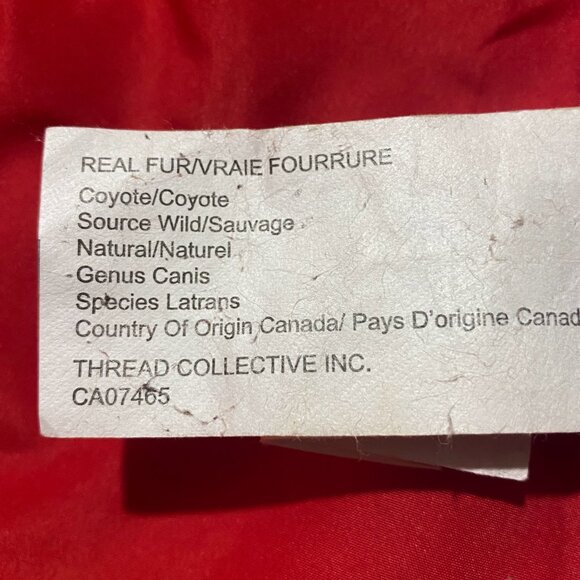 REAL FUR/VRAIE FOURRURE
Coyote/Coyote
Source Wild/Sauvage
Natural/Naturel
Genus Canis
Species Latrans
Country Of Origin Canada/ Pays D'origine Canad
THREAD COLLECTIVE INC.
CA07465